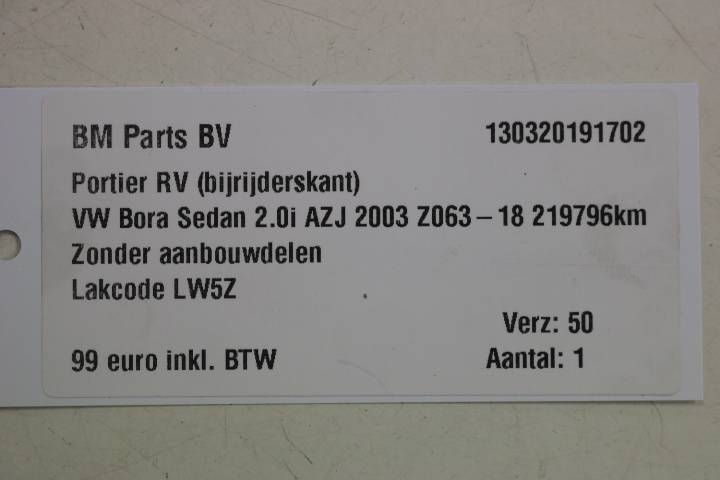 BM Parts BV 130320191702
Portier RV (bijrijderskant)
VW Bora Sedan 2.0i AZJ 2003 Z063-18 219796km
Zonder aanbouwdelen
Lakcode LW5Z
Verz: 50
99 euro inkl. BTW Aantal: 1